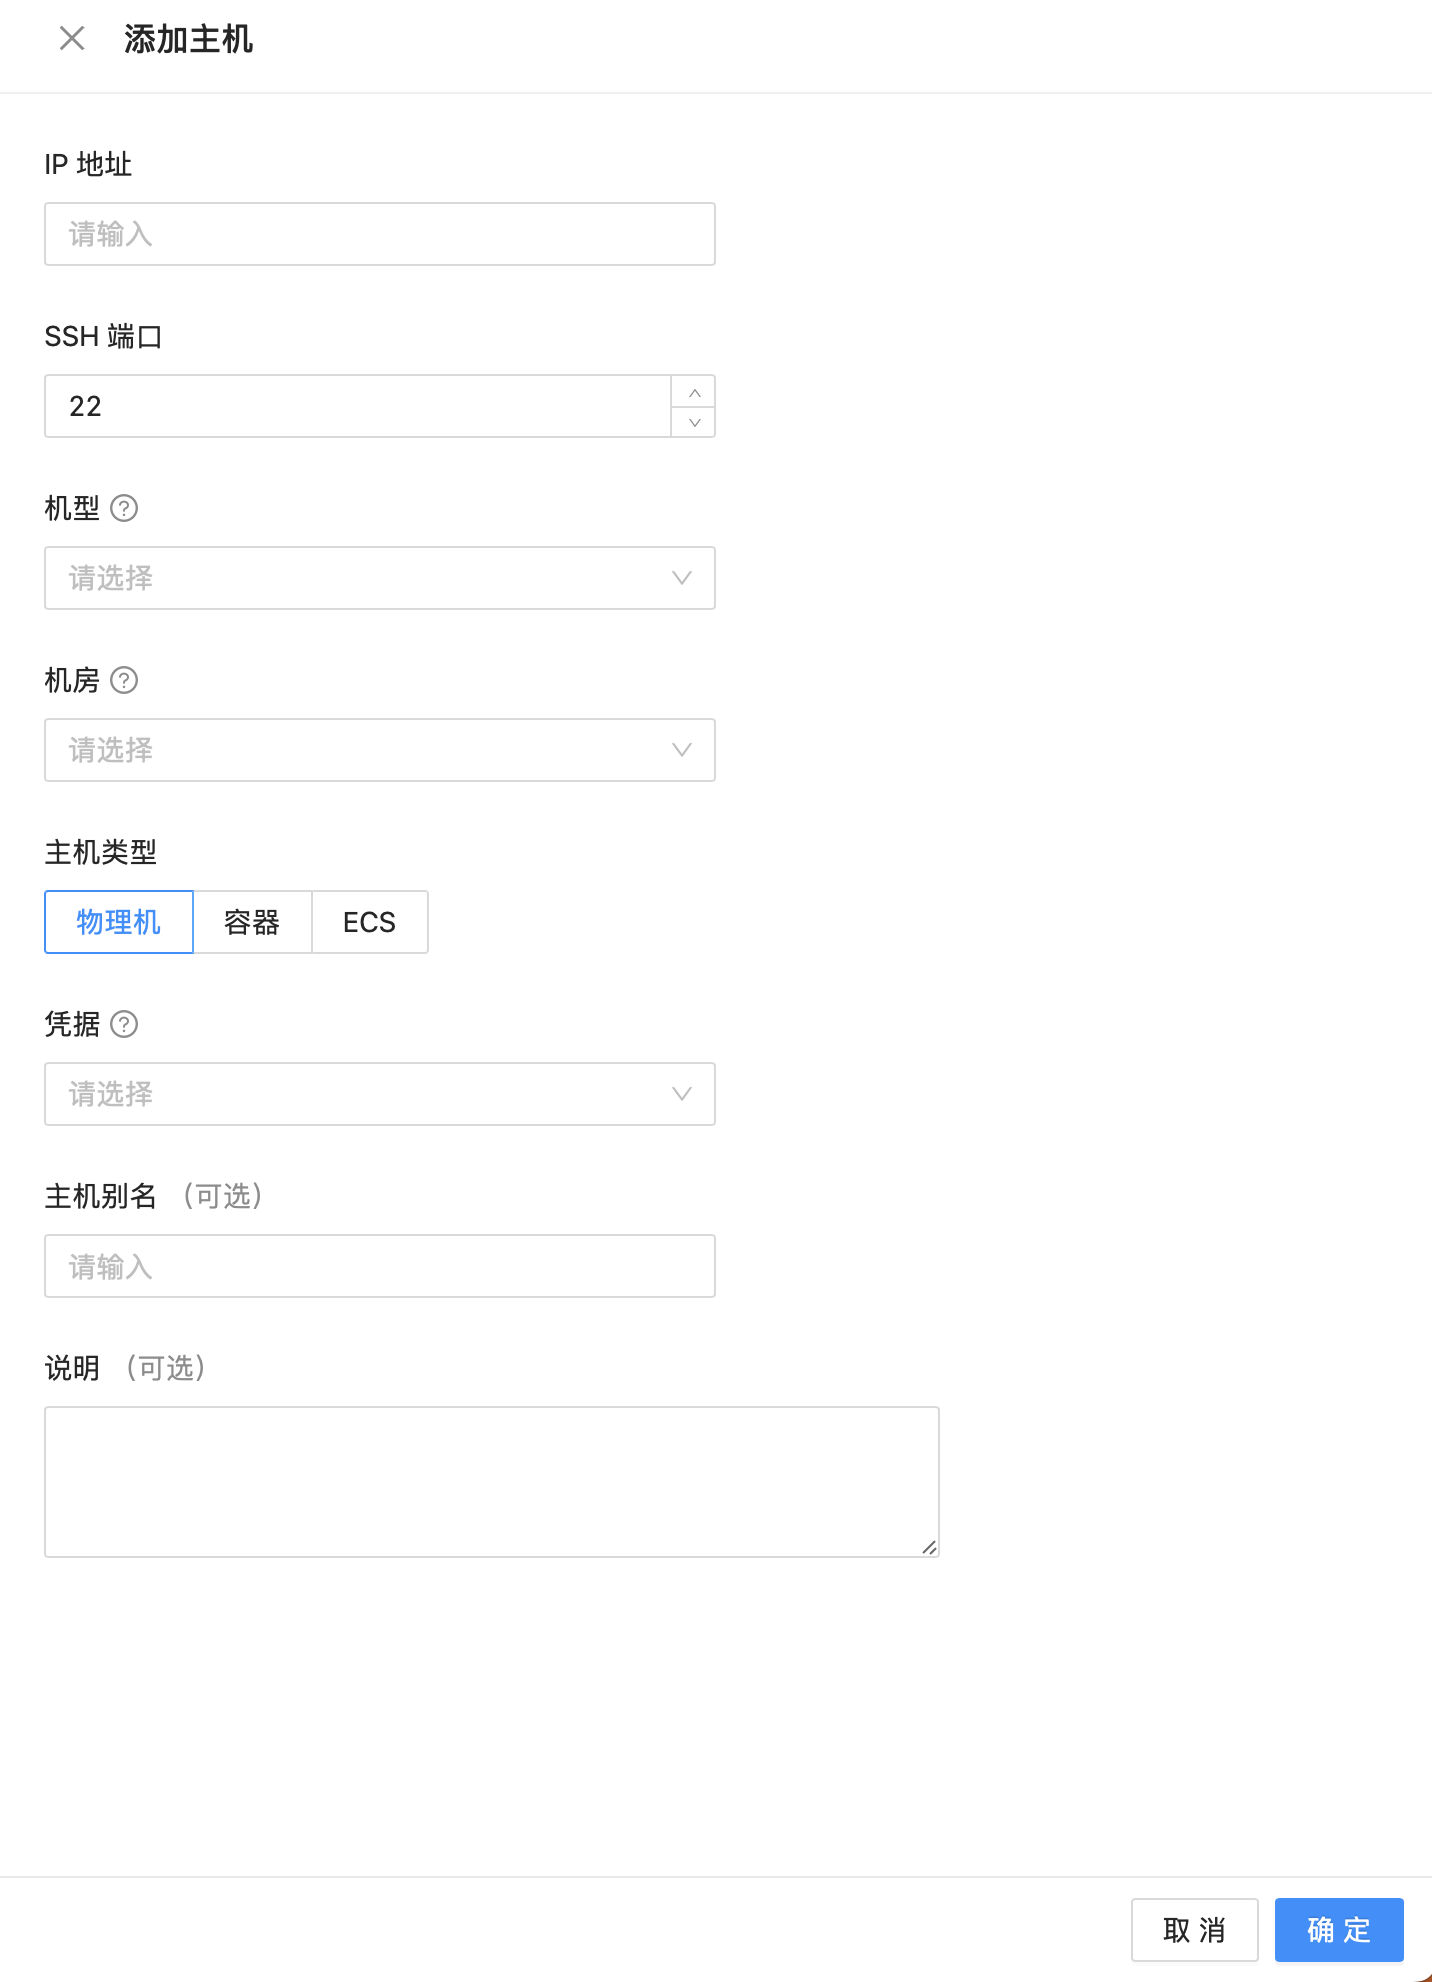 添加主机
IP 地址
请输入
SSH 端口
22
机型
请选择
机房
请选择
主机类型
物理机 容器 ECS
凭据
请选择
主机别名 （可选）
请输入
说明 （可选）
取 消 确 定